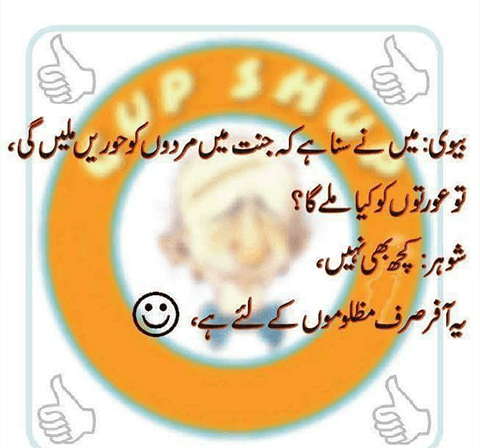 GUP SHUP
بیوی: میں نے سنا ہے کہ جنت میں مردوں کو حوریں ملیں گی،
تو عورتوں کو کیا ملے گا؟
شوہر: کچھ بھی نہیں،
یہ آفر صرف مظلوموں کے لئے ہے،